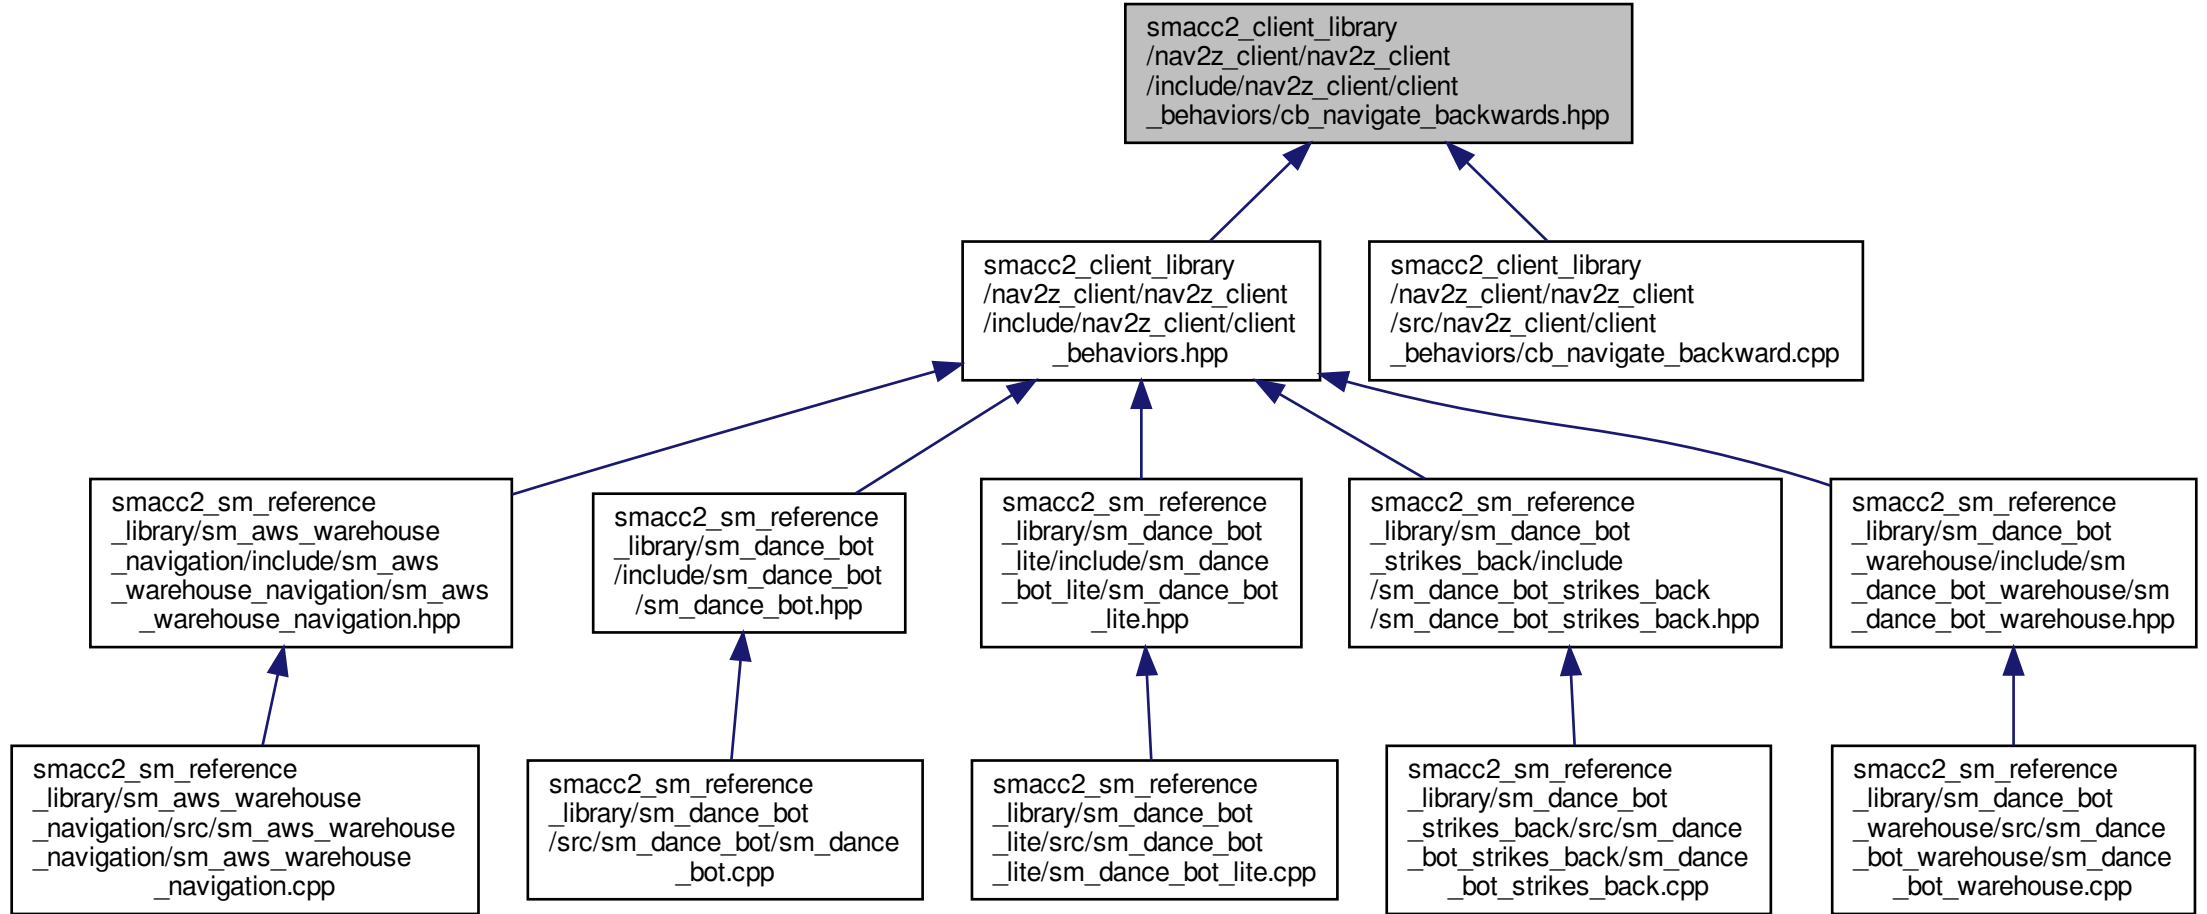 smacc2_client_library
/nav2z_client/nav2z_client
/include/nav2z_client/client
_behaviors/cb_navigate_backwards.hpp
smacc2_client_library
/nav2z_client/nav2z_client
/include/nav2z_client/client
_behaviors.hpp
smacc2_client_library
/nav2z_client/nav2z_client
/src/nav2z_client/client
_behaviors/cb_navigate_backward.cpp
smacc2_sm_reference
_library/sm_aws_warehouse
_navigation/include/sm_aws
_warehouse_navigation/sm_aws
_warehouse_navigation.hpp
smacc2_sm_reference
_library/sm_dance_bot
/include/sm_dance_bot
/sm_dance_bot.hpp
smacc2_sm_reference
_library/sm_dance_bot
_lite/include/sm_dance
_bot_lite/sm_dance_bot
_lite.hpp
smacc2_sm_reference
_library/sm_dance_bot
_strikes_back/include
/sm_dance_bot_strikes_back
/sm_dance_bot_strikes_back.hpp
smacc2_sm_reference
_library/sm_dance_bot
_warehouse/include/sm
_dance_bot_warehouse/sm
_dance_bot_warehouse.hpp
smacc2_sm_reference
_library/sm_aws_warehouse
_navigation/src/sm_aws_warehouse
_navigation/sm_aws_warehouse
_navigation.cpp
smacc2_sm_reference
_library/sm_dance_bot
/src/sm_dance_bot/sm_dance
_bot.cpp
smacc2_sm_reference
_library/sm_dance_bot
_lite/src/sm_dance_bot
_lite/sm_dance_bot_lite.cpp
smacc2_sm_reference
_library/sm_dance_bot
_strikes_back/src/sm_dance
_bot_strikes_back/sm_dance
_bot_strikes_back.cpp
smacc2_sm_reference
_library/sm_dance_bot
_warehouse/src/sm_dance
_bot_warehouse/sm_dance
_bot_warehouse.cpp